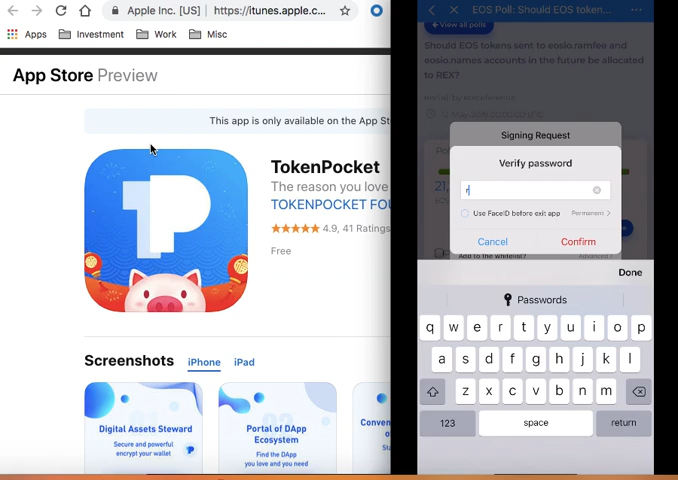 Apple Inc. [US]
https://itunes.apple.c...
Apps
Investment
Work
Misc
App Store Preview
This app is only available on the App St
TokenPocket
The reason you love
TOKENPOCKET FOU
4.9, 41 Ratings
Free
Screenshots
iPhone
iPad
Digital Assets Steward
Secure and powerful
encrypt your wallet
Portal of DApp
Ecosystem
Find the DApp
you love and you need
Conven
EOS Poll: Should EOS token...
View all polls
Should EOS tokens sent to eosio.ramfee and
eosio.names accounts in the future be allocated
to REX?
Signing Request
Verify password
r
Use FaceID before exit app
Permanent
Cancel
Confirm
Add to the whitelist?
Advanced
Done
Passwords
q w e r t y u i o p
a s d f g h j k l
z x c v b n m
123
space
return